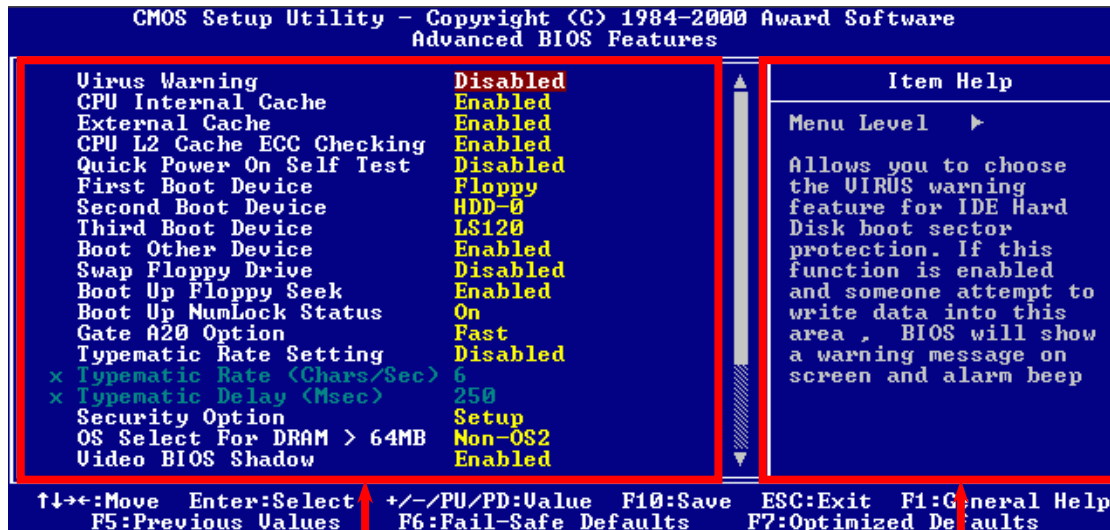 CMOS Setup Utility - Copyright (C) 1984-2000 Award Software
Advanced BIOS Features
Virus Warning Disabled
CPU Internal Cache Enabled
External Cache Enabled
CPU L2 Cache ECC Checking Enabled
Quick Power On Self Test Disabled
First Boot Device Floppy
Second Boot Device HDD-0
Third Boot Device LS120
Boot Other Device Enabled
Swap Floppy Drive Disabled
Boot Up Floppy Seek Enabled
Boot Up NumLock Status On
Gate A20 Option Fast
Typematic Rate Setting Disabled
x Typematic Rate (Chars/Sec) 6
x Typematic Delay (Msec) 250
Security Option Setup
OS Select For DRAM > 64MB Non-OS2
Video BIOS Shadow Enabled
Item Help
Menu Level ►
Allows you to choose
the VIRUS warning
feature for IDE Hard
Disk boot sector
protection. If this
function is enabled
and someone attempt to
write data into this
area , BIOS will show
a warning message on
screen and alarm beep
↑↓→←:Move Enter:Select +/-/PU/PD:Value F10:Save ESC:Exit F1:General Help
F5:Previous Values F6:Fail-Safe Defaults F7:Optimized Defaults